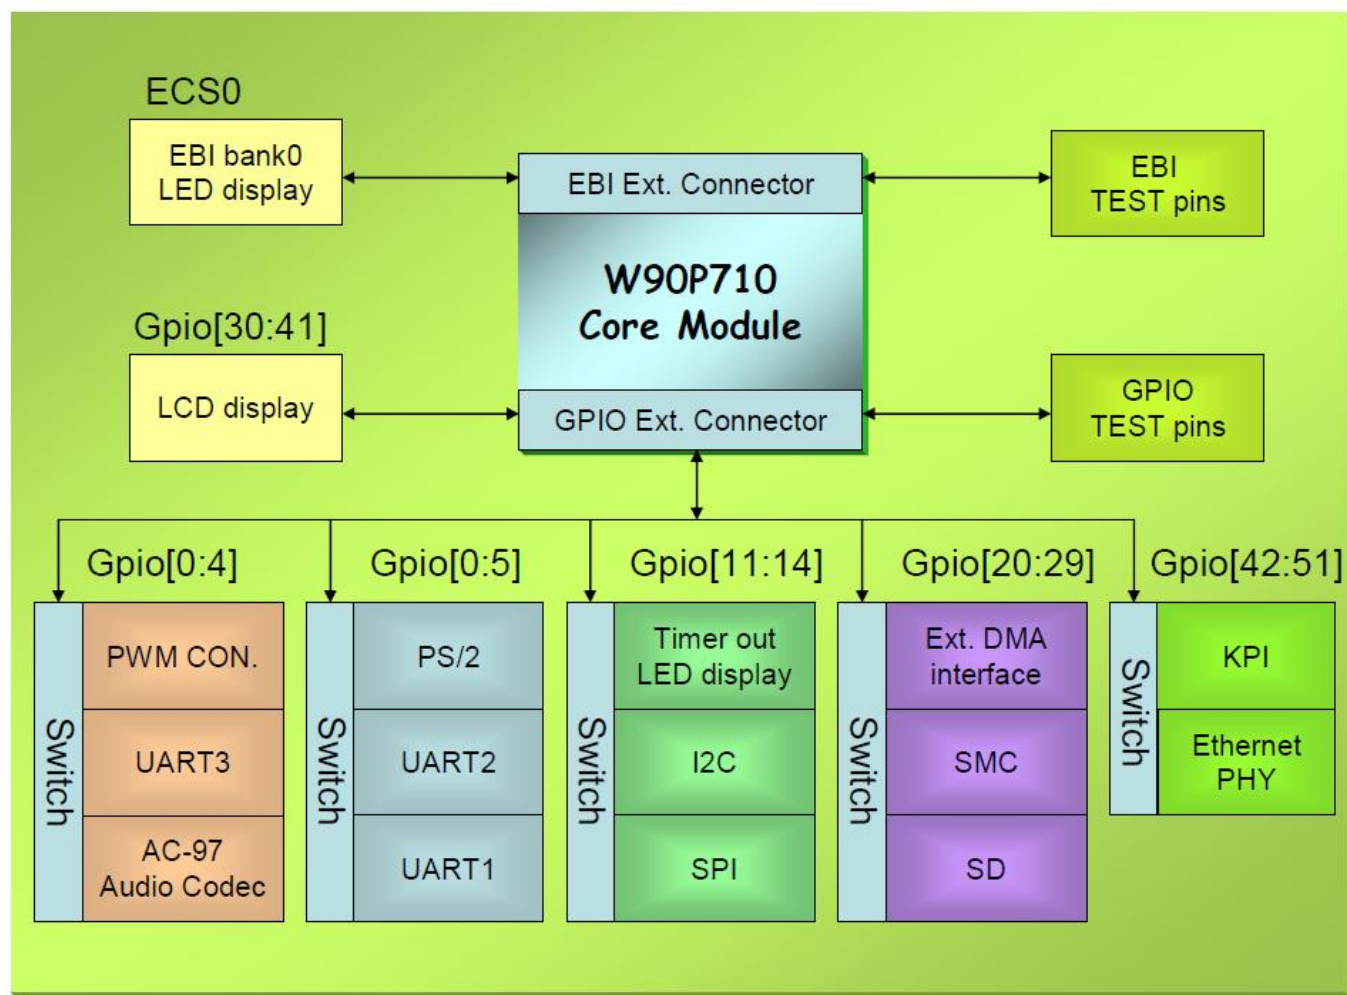 ECS0
EBI bank0
LED display
EBI Ext. Connector
EBI
TEST pins
W90P710
Core Module
Gpio[30:41]
LCD display
GPIO Ext. Connector
GPIO
TEST pins
Gpio[0:4]
Switch
PWM CON.
UART3
AC-97
Audio Codec
Gpio[0:5]
Switch
PS/2
UART2
UART1
Gpio[11:14]
Switch
Timer out
LED display
I2C
SPI
Gpio[20:29]
Switch
Ext. DMA
interface
SMC
SD
Gpio[42:51]
Switch
KPI
Ethernet
PHY